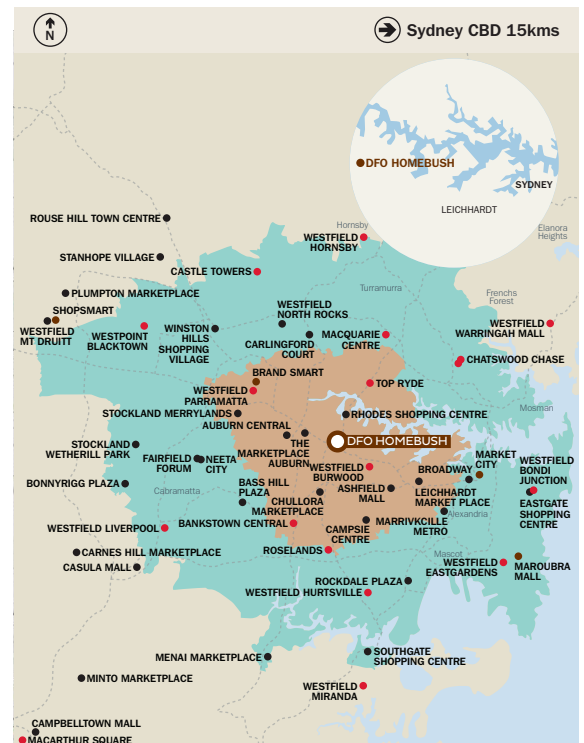 N
Sydney CBD 15kms
DFO HOMEBUSH
SYDNEY
LEICHHARDT
ROUSE HILL TOWN CENTRE
Hornsby
WESTFIELD
HORNSBY
Elanora
Heights
STANHOPE VILLAGE
CASTLE TOWERS
Turramurra
PLUMPTON MARKETPLACE
Frenchs
Forest
SHOPSMART
WESTFIELD
MT DRUITT
WESTPOINT
BLACKTOWN
WINSTON
HILLS
SHOPPING
VILLAGE
WESTFIELD
NORTH ROCKS
CARLINGFORD
COURT
MACQUARIE
CENTRE
WESTFIELD
WARRINGAH MALL
CHATSWOOD CHASE
BRAND SMART
TOP RYDE
WESTFIELD
PARRAMATTA
Mosman
STOCKLAND MERRYLANDS
RHODES SHOPPING CENTRE
AUBURN CENTRAL
THE
MARKETPLACE
AUBURN
DFO HOMEBUSH
STOCKLAND
WETHERILL PARK
FAIRFIELD
FORUM
NEETA
CITY
WESTFIELD
BURWOOD
BROADWAY
MARKET
CITY
WESTFIELD
BONDI
JUNCTION
BONNYRIGG PLAZA
Cabramatta
BASS HILL
PLAZA
CHULLORA
MARKETPLACE
ASHFIELD
MALL
LEICHHARDT
MARKET PLACE
EASTGATE
SHOPPING
CENTRE
Alexandria
WESTFIELD LIVERPOOL
BANKSTOWN CENTRAL
CAMPSIE
CENTRE
MARRIVKCILLE
METRO
CARNES HILL MARKETPLACE
ROSELANDS
Mascot
CASULA MALL
WESTFIELD
EASTGARDENS
MAROUBRA
MALL
ROCKDALE PLAZA
WESTFIELD HURTSVILLE
MENAI MARKETPLACE
SOUTHGATE
SHOPPING CENTRE
MINTO MARKETPLACE
WESTFIELD
MIRANDA
CAMPBELLTOWN MALL
MACARTHUR SQUARE